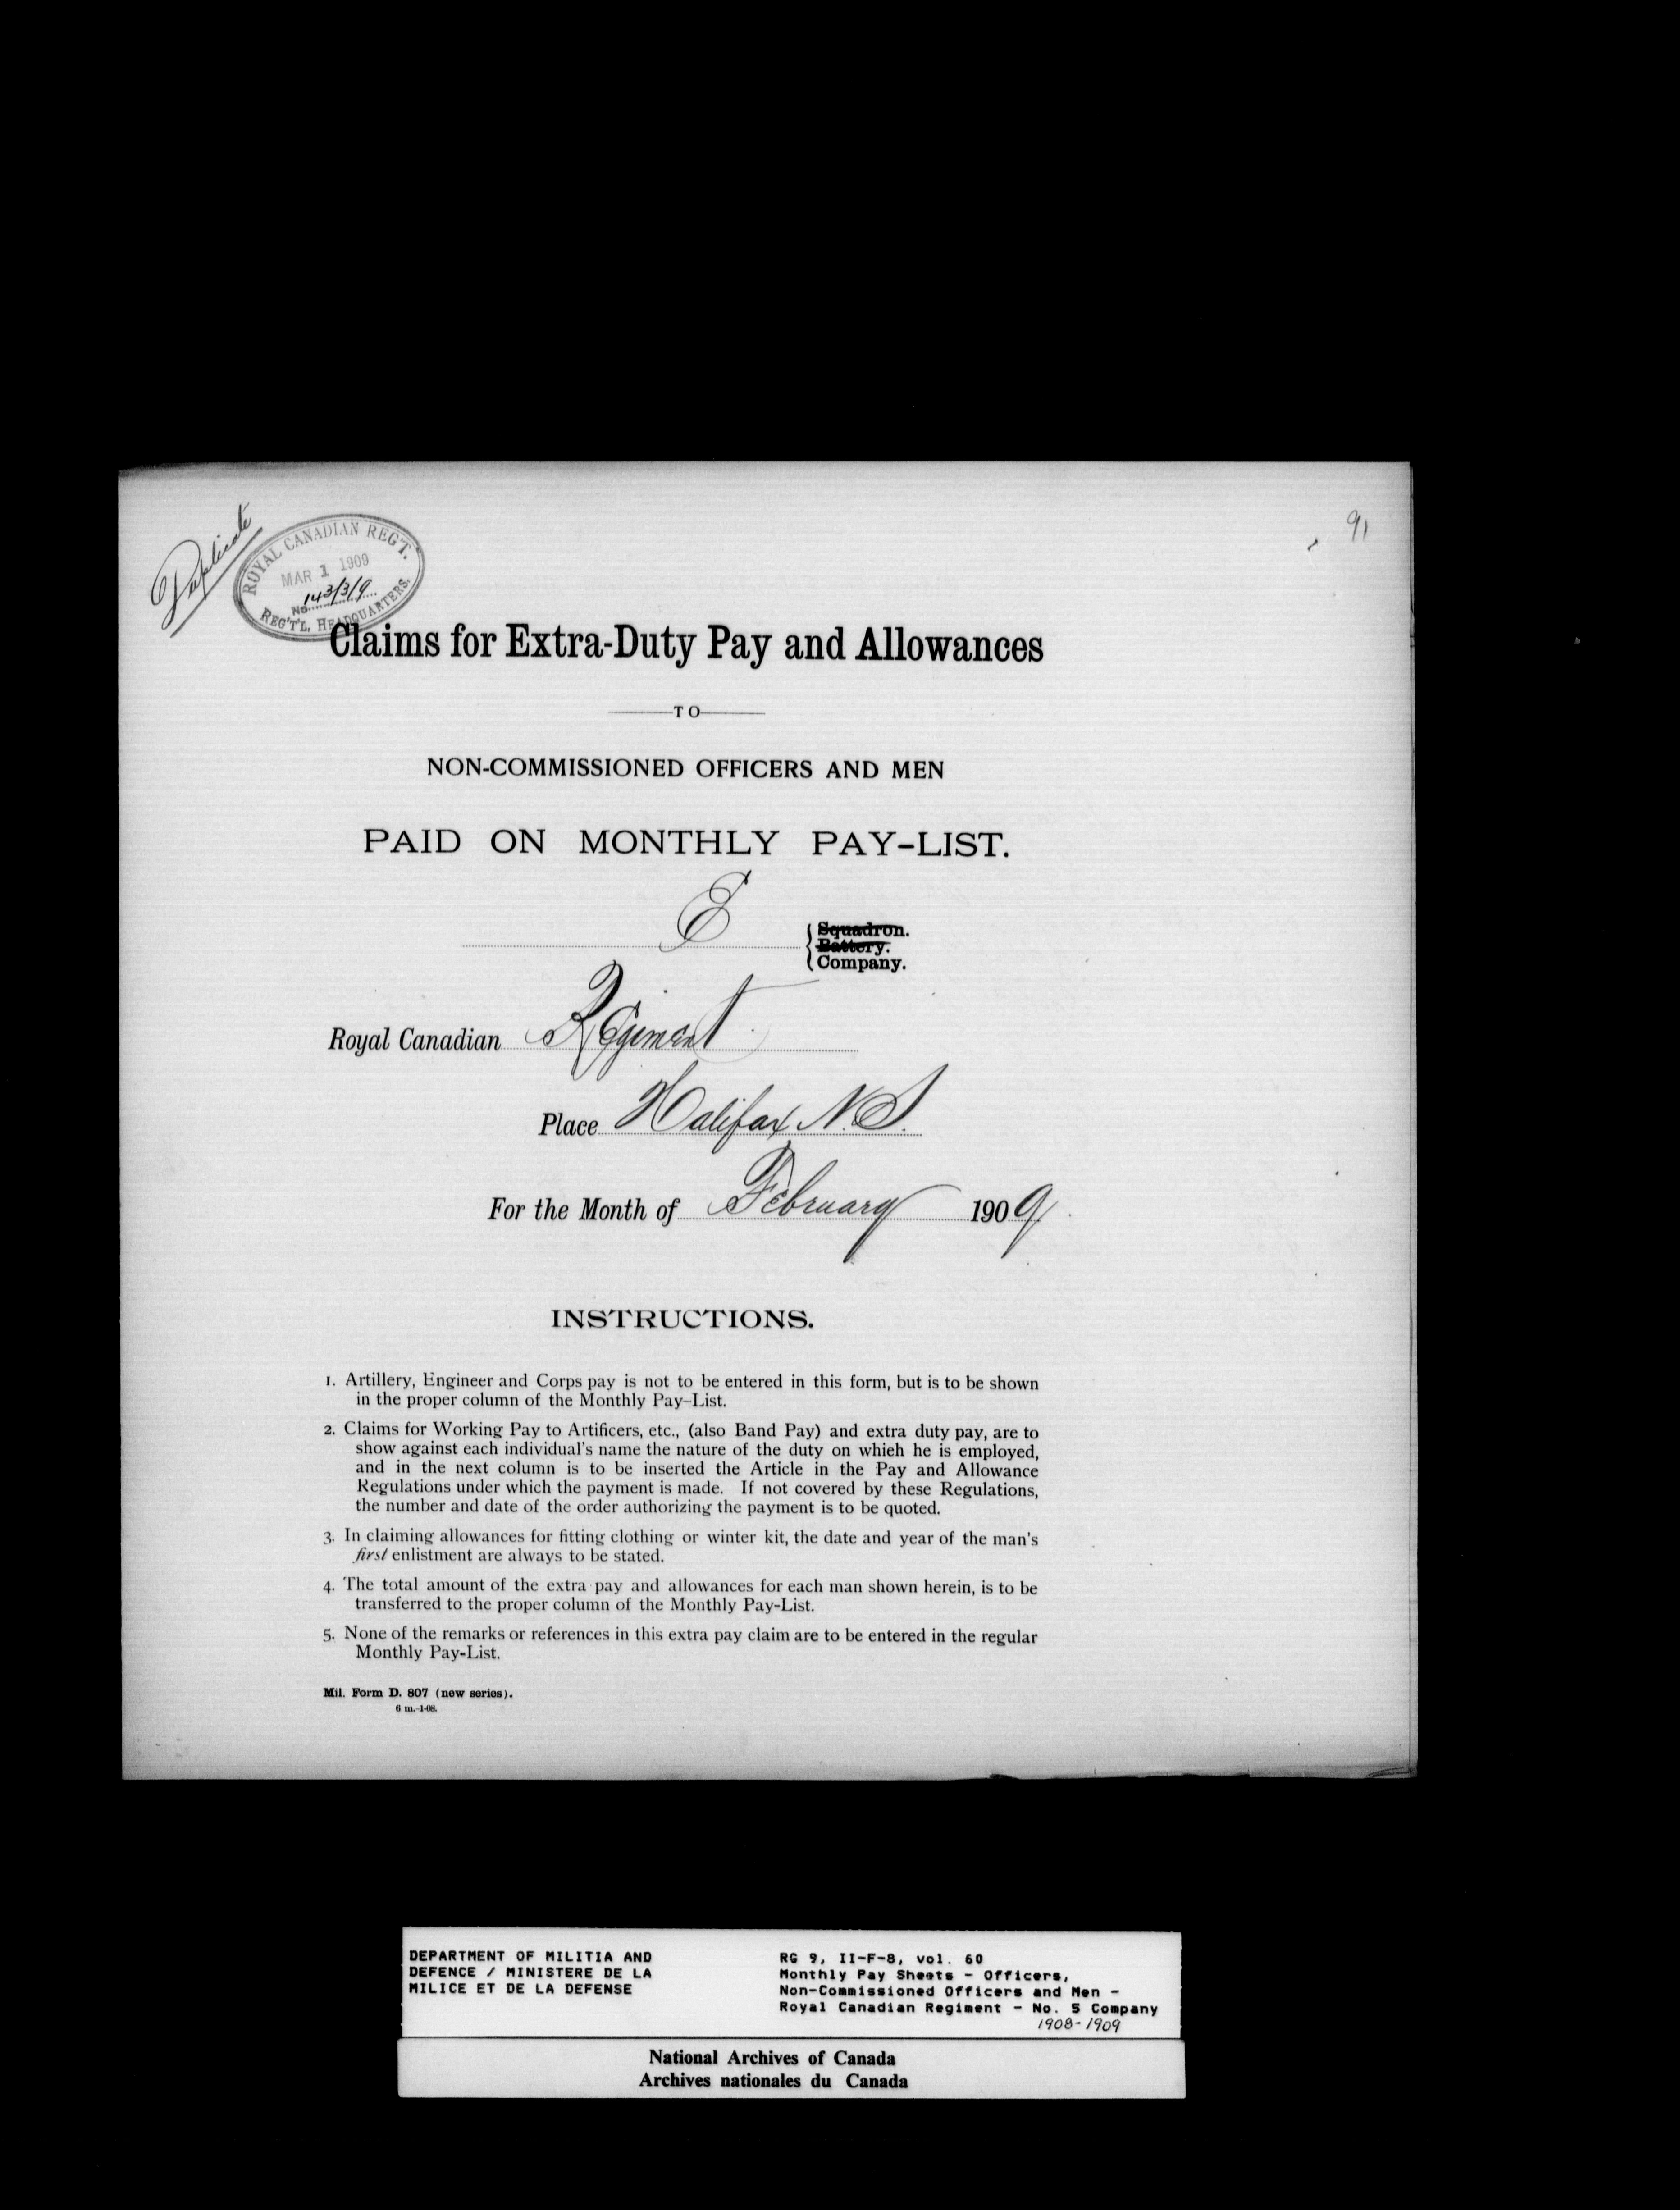 Duplicate
ROYAL CANADIAN REG'T.
MAR 1 1909
No. 143/3/9
REG'T'L. HEADQUARTERS.
91
Claims for Extra-Duty Pay and Allowances
TO
NON-COMMISSIONED OFFICERS AND MEN
PAID ON MONTHLY PAY-LIST.
E
Squadron.
Battery.
Company.
Royal Canadian Regiment
Place Halifax N.S.
For the Month of February 1909
INSTRUCTIONS.
1. Artillery, Engineer and Corps pay is not to be entered in this form, but is to be shown
in the proper column of the Monthly Pay-List.
2. Claims for Working Pay to Artificers, etc., (also Band Pay) and extra duty pay, are to
show against each individual's name the nature of the duty on whieh he is employed,
and in the next column is to be inserted the Article in the Pay and Allowance
Regulations under which the payment is made. If not covered by these Regulations,
the number and date of the order authorizing the payment is to be quoted.
3. In claiming allowances for fitting clothing or winter kit, the date and year of the man's
first enlistment are always to be stated.
4. The total amount of the extra pay and allowances for each man shown herein, is to be
transferred to the proper column of the Monthly Pay-List.
5. None of the remarks or references in this extra pay claim are to be entered in the regular
Monthly Pay-List.
Mil. Form D. 807 (new series).
6 m.-1-08.
DEPARTMENT OF MILITIA AND
DEFENCE / MINISTERE DE LA
MILICE ET DE LA DEFENSE
RG 9, II-F-8, vol. 60
Monthly Pay Sheets - Officers,
Non-Commissioned Officers and Men -
Royal Canadian Regiment - No. 5 Company
1908-1909
National Archives of Canada
Archives nationales du Canada